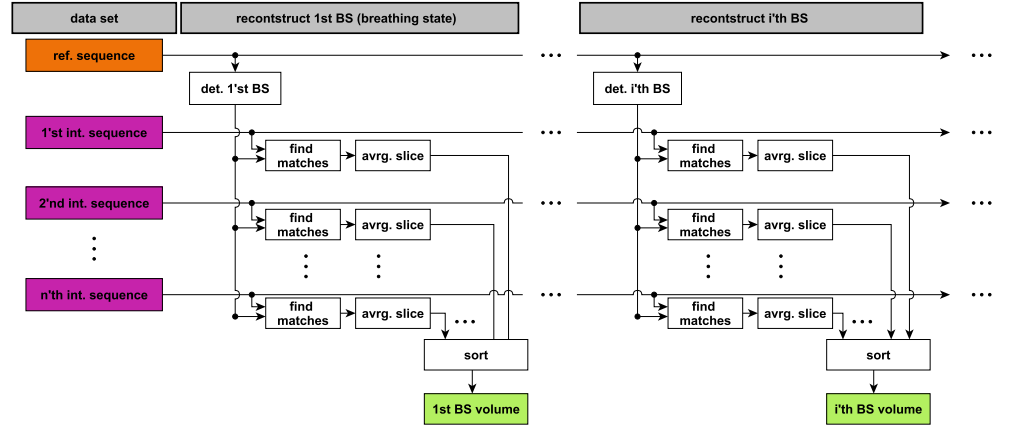 data set
recontstruct 1st BS (breathing state)
recontstruct i'th BS
ref. sequence
det. 1'st BS
det. i'th BS
1'st int. sequence
find
matches
avrg. slice
find
matches
avrg. slice
2'nd int. sequence
find
matches
avrg. slice
find
matches
avrg. slice
n'th int. sequence
find
matches
avrg. slice
find
matches
avrg. slice
sort
sort
1st BS volume
i'th BS volume